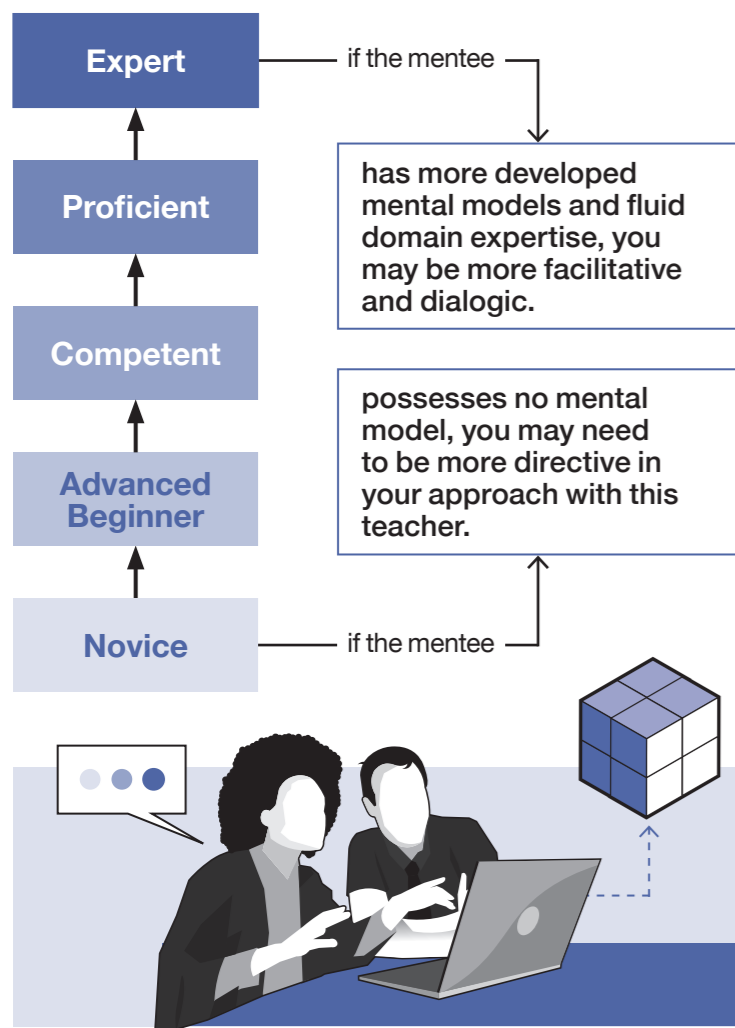 Expert
if the mentee
has more developed
mental models and fluid
domain expertise, you
may be more facilitative
and dialogic.
Proficient
Competent
possesses no mental
model, you may need
to be more directive in
your approach with this
teacher.
Advanced
Beginner
Novice
if the mentee